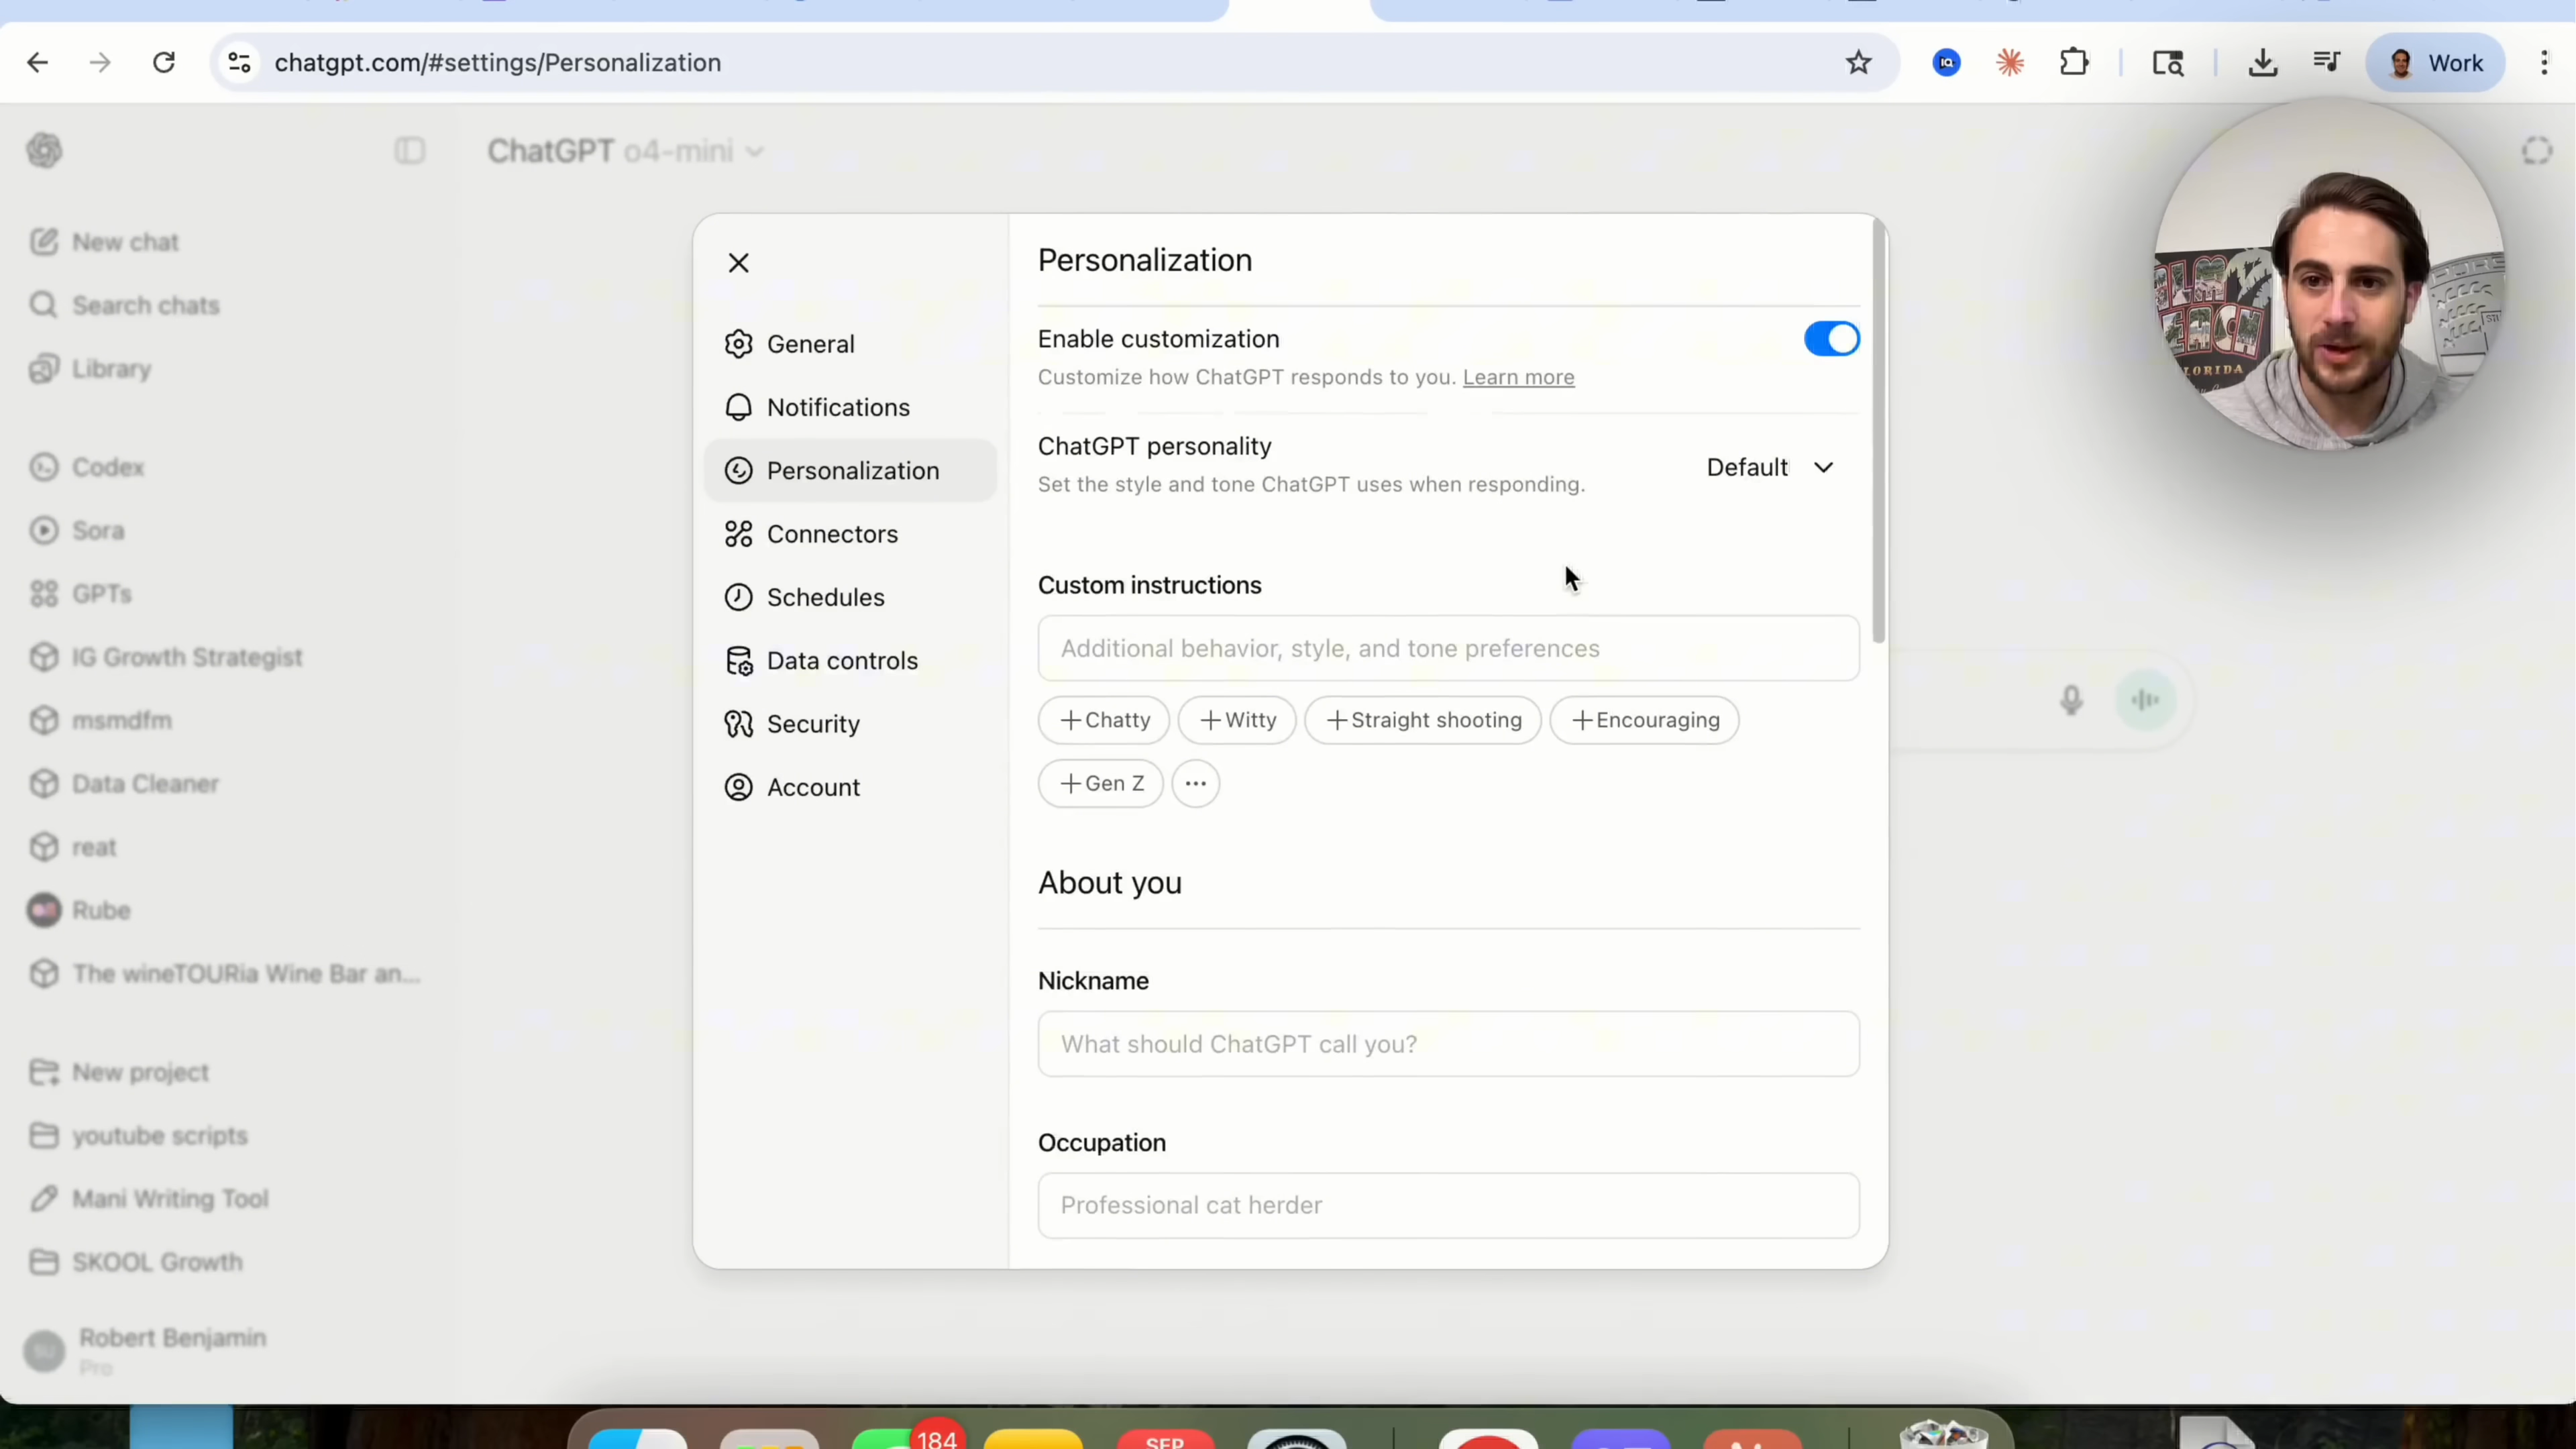 chatgpt.com/#settings/Personalization
Work
ChatGPT o4-mini
New chat
Search chats
Library
Codex
Sora
GPTs
IG Growth Strategist
msmdfm
Data Cleaner
reat
Rube
The wineTOURia Wine Bar an...
New project
youtube scripts
Mani Writing Tool
SKOOL Growth
Robert Benjamin
Pro
General
Notifications
Personalization
Connectors
Schedules
Data controls
Security
Account
Personalization
Enable customization
Customize how ChatGPT responds to you. Learn more
ChatGPT personality
Default
Set the style and tone ChatGPT uses when responding.
Custom instructions
Additional behavior, style, and tone preferences
+Chatty +Witty +Straight shooting +Encouraging
+Gen Z ...
About you
Nickname
What should ChatGPT call you?
Occupation
Professional cat herder
LORIDA
184
SEP